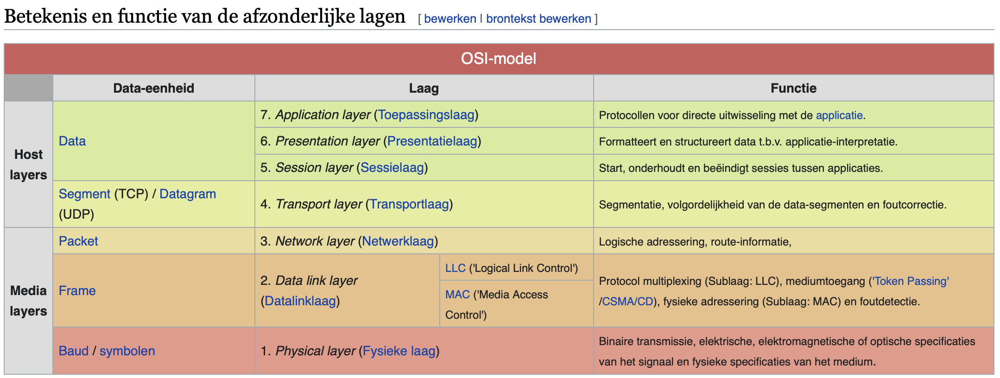 Betekenis en functie van de afzonderlijke lagen [ bewerken | brontekst bewerken ]
OSI-model
Data-eenheid Laag Functie
Host
layers
Data
7. Application layer (Toepassingslaag) Protocollen voor directe uitwisseling met de applicatie.
6. Presentation layer (Presentatielaag) Formatteert en structureert data t.b.v. applicatie-interpretatie.
5. Session layer (Sessielaag) Start, onderhoudt en beëindigt sessies tussen applicaties.
Segment (TCP) / Datagram
(UDP)
4. Transport layer (Transportlaag) Segmentatie, volgordelijkheid van de data-segmenten en foutcorrectie.
Media
layers
Packet 3. Network layer (Netwerklaag) Logische adressering, route-informatie,
Frame
2. Data link layer
(Datalinklaag)
LLC ('Logical Link Control')
MAC ('Media Access
Control')
Protocol multiplexing (Sublaag: LLC), mediumtoegang ('Token Passing'
/CSMA/CD), fysieke adressering (Sublaag: MAC) en foutdetectie.
Baud / symbolen 1. Physical layer (Fysieke laag)
Binaire transmissie, elektrische, elektromagnetische of optische specificaties
van het signaal en fysieke specificaties van het medium.